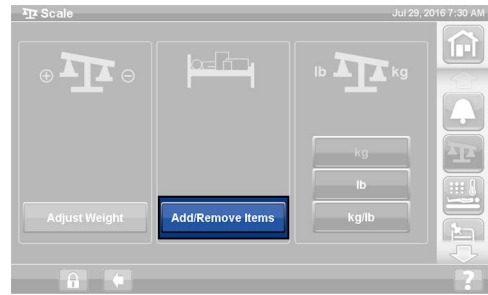 Scale
Jul 29, 2016 7:30 AM
lb kg
kg
lb
kg/lb
Adjust Weight
Add/Remove Items
?